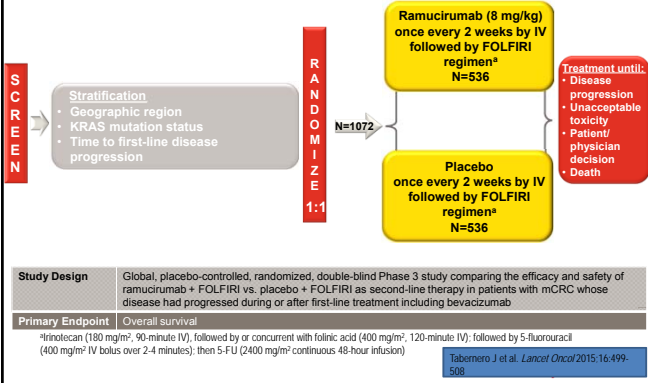 SCREEN
Stratification
• Geographic region
• KRAS mutation status
• Time to first-line disease
progression
RANDOMIZE
1:1
N=1072
Ramucirumab (8 mg/kg)
once every 2 weeks by IV
followed by FOLFIRI
regimenᵃ
N=536
Placebo
once every 2 weeks by IV
followed by FOLFIRI
regimenᵃ
N=536
Treatment until:
• Disease
progression
• Unacceptable
toxicity
• Patient/
physician
decision
• Death
Study Design
Global, placebo-controlled, randomized, double-blind Phase 3 study comparing the efficacy and safety of
ramucirumab + FOLFIRI vs. placebo + FOLFIRI as second-line therapy in patients with mCRC whose
disease had progressed during or after first-line treatment including bevacizumab
Primary Endpoint Overall survival
ᵃIrinotecan (180 mg/m², 90-minute IV), followed by or concurrent with folinic acid (400 mg/m², 120-minute IV); followed by 5-fluorouracil
(400 mg/m² IV bolus over 2-4 minutes); then 5-FU (2400 mg/m² continuous 48-hour infusion)
Tabernero J et al. Lancet Oncol 2015;16:499-
508